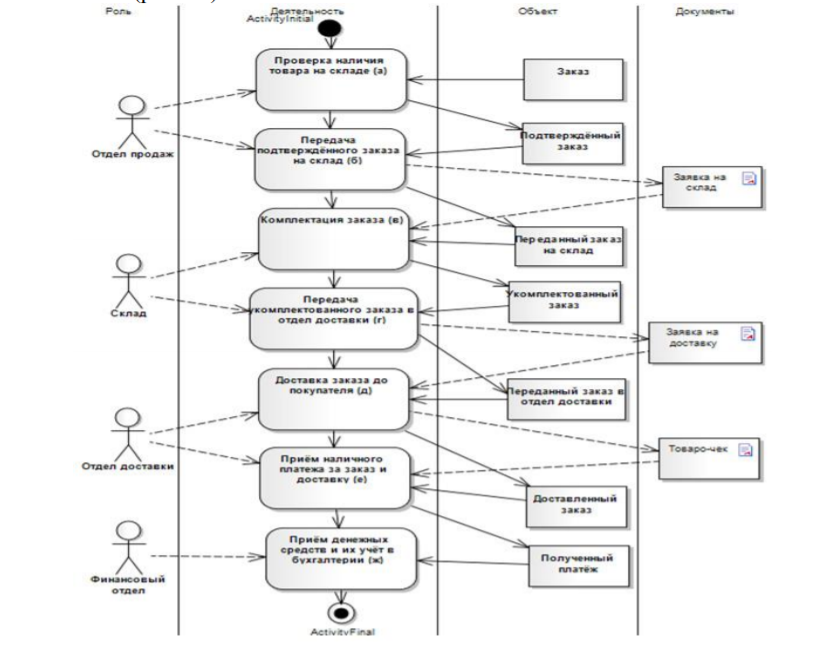 Роль
Деятельность
Объект
Документы
ActivityInitial
Проверка наличия
товара на складе (а)
Заказ
Отдел продаж
Передача
подтверждённого заказа
на склад (б)
Подтверждённый
заказ
Заявка на
склад
Комплектация заказа (в)
Переданный заказ
на склад
Склад
Передача
укомплектованного заказа в
отдел доставки (г)
Укомплектованный
заказ
Заявка на
доставку
Доставка заказа до
покупателя (д)
Переданный заказ в
отдел доставки
Отдел доставки
Приём наличного
платежа за заказ и
доставку (е)
Товаро-чек
Доставленный
заказ
Финансовый
отдел
Приём денежных
средств и их учёт в
бухгалтерии (ж)
Полученный
платёж
ActivityFinal